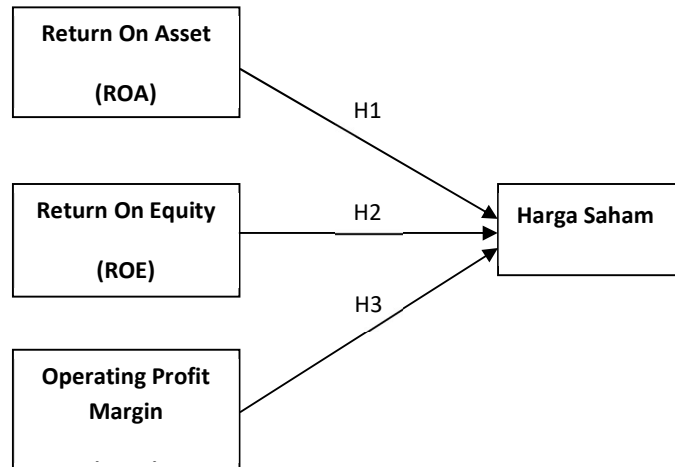 Return On Asset
(ROA)
H1
Return On Equity
(ROE)
H2
Harga Saham
H3
Operating Profit
Margin